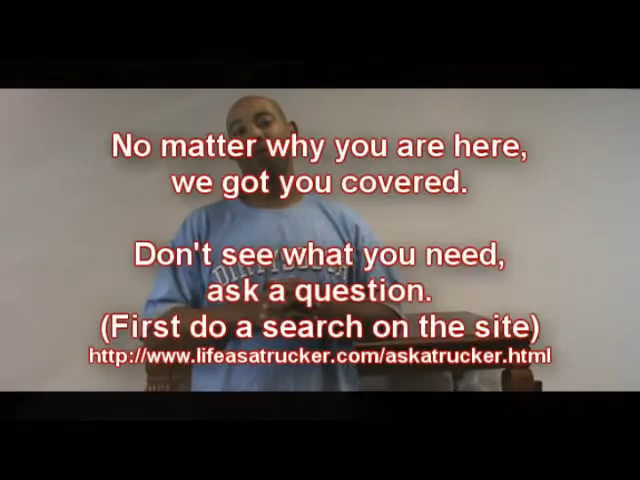 No matter why you are here,
we got you covered.
Don't see what you need,
ask a question.
(First do a search on the site)
http://www.lifeasatrucker.com/askatrucker.html